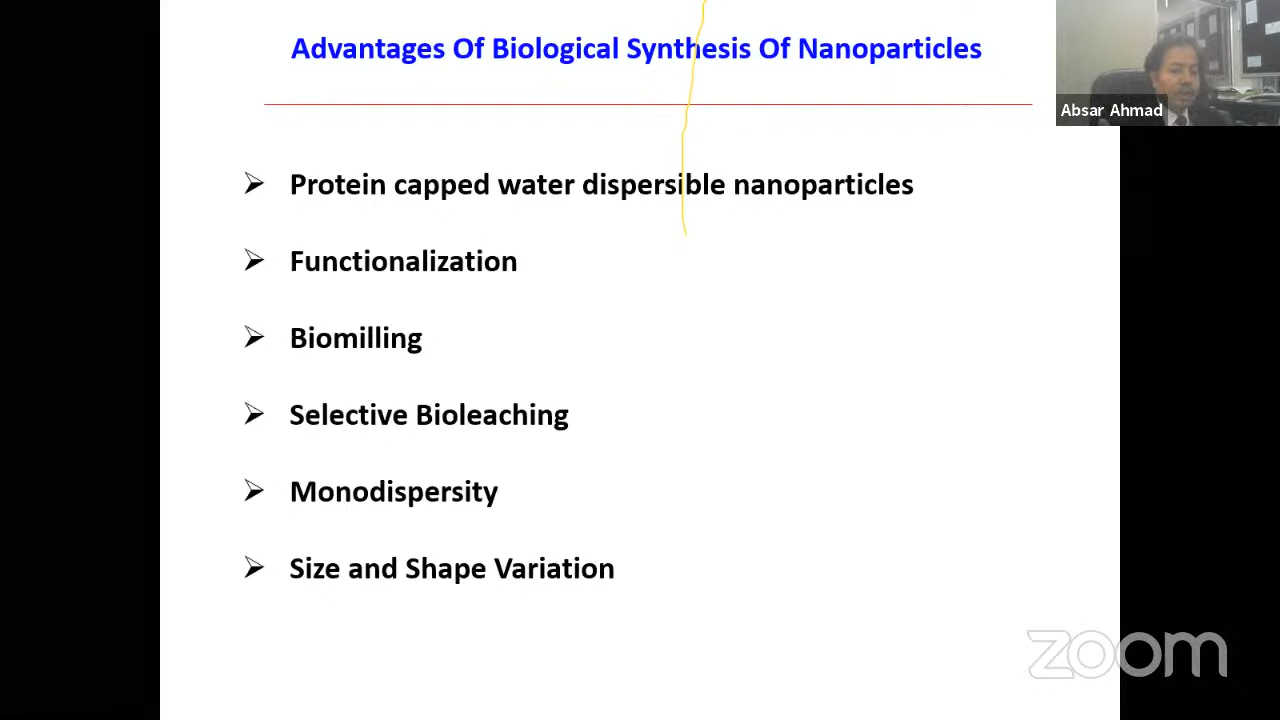 Advantages Of Biological Synthesis Of Nanoparticles
Absar Ahmad
➢ Protein capped water dispersible nanoparticles
➢ Functionalization
➢ Biomilling
➢ Selective Bioleaching
➢ Monodispersity
➢ Size and Shape Variation
zoom